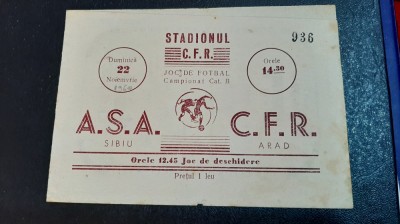 STADIONUL
C.F.R.
936
Duminică
22
Noiembrie
JOC DE FOTBAL
Campionat Cat. B
Orele
14.30
A.S.A. C.F.R.
SIBIU ARAD
Orele 12.45 Joc de deschidere
Prețul 1 leu